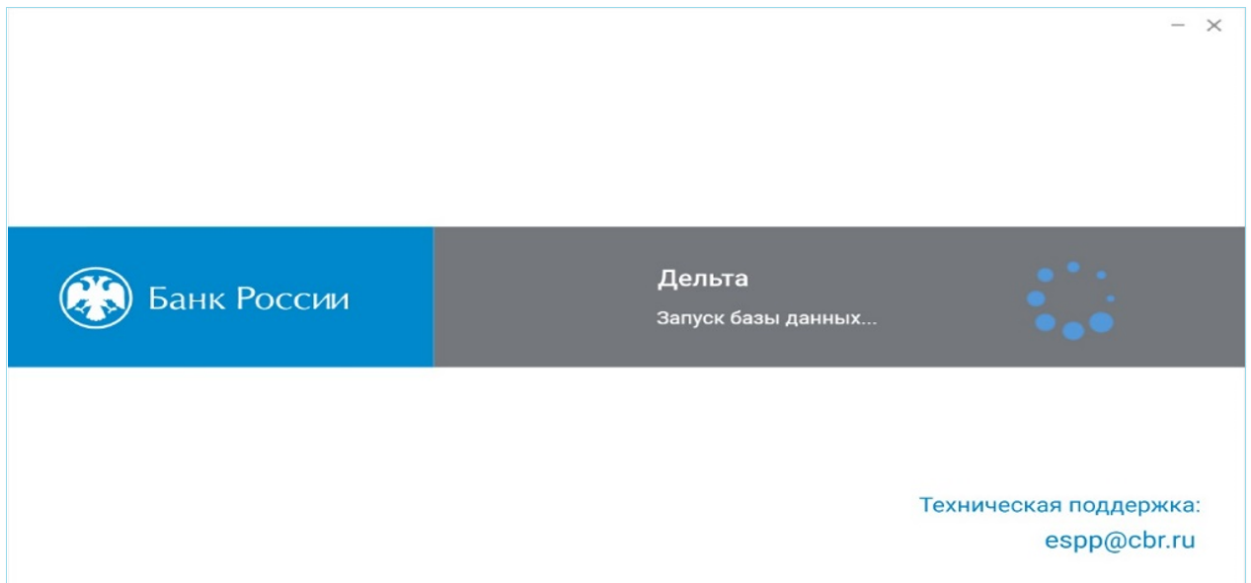 Банк России
Дельта
Запуск базы данных...
Техническая поддержка:
espp@cbr.ru